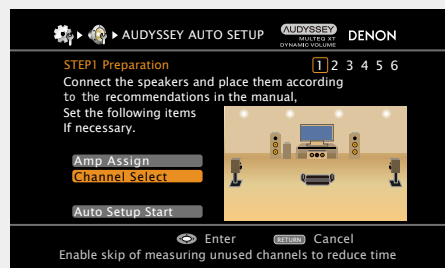 AUDYSSEY AUTO SETUP
AUDYSSEY
MULTEQ XT
DYNAMIC VOLUME
DENON
STEP1 Preparation
1 2 3 4 5 6
Connect the speakers and place them according
to the recommendations in the manual,
Set the following items
If necessary.
Amp Assign
Channel Select
Auto Setup Start
Enter
RETURN Cancel
Enable skip of measuring unused channels to reduce time